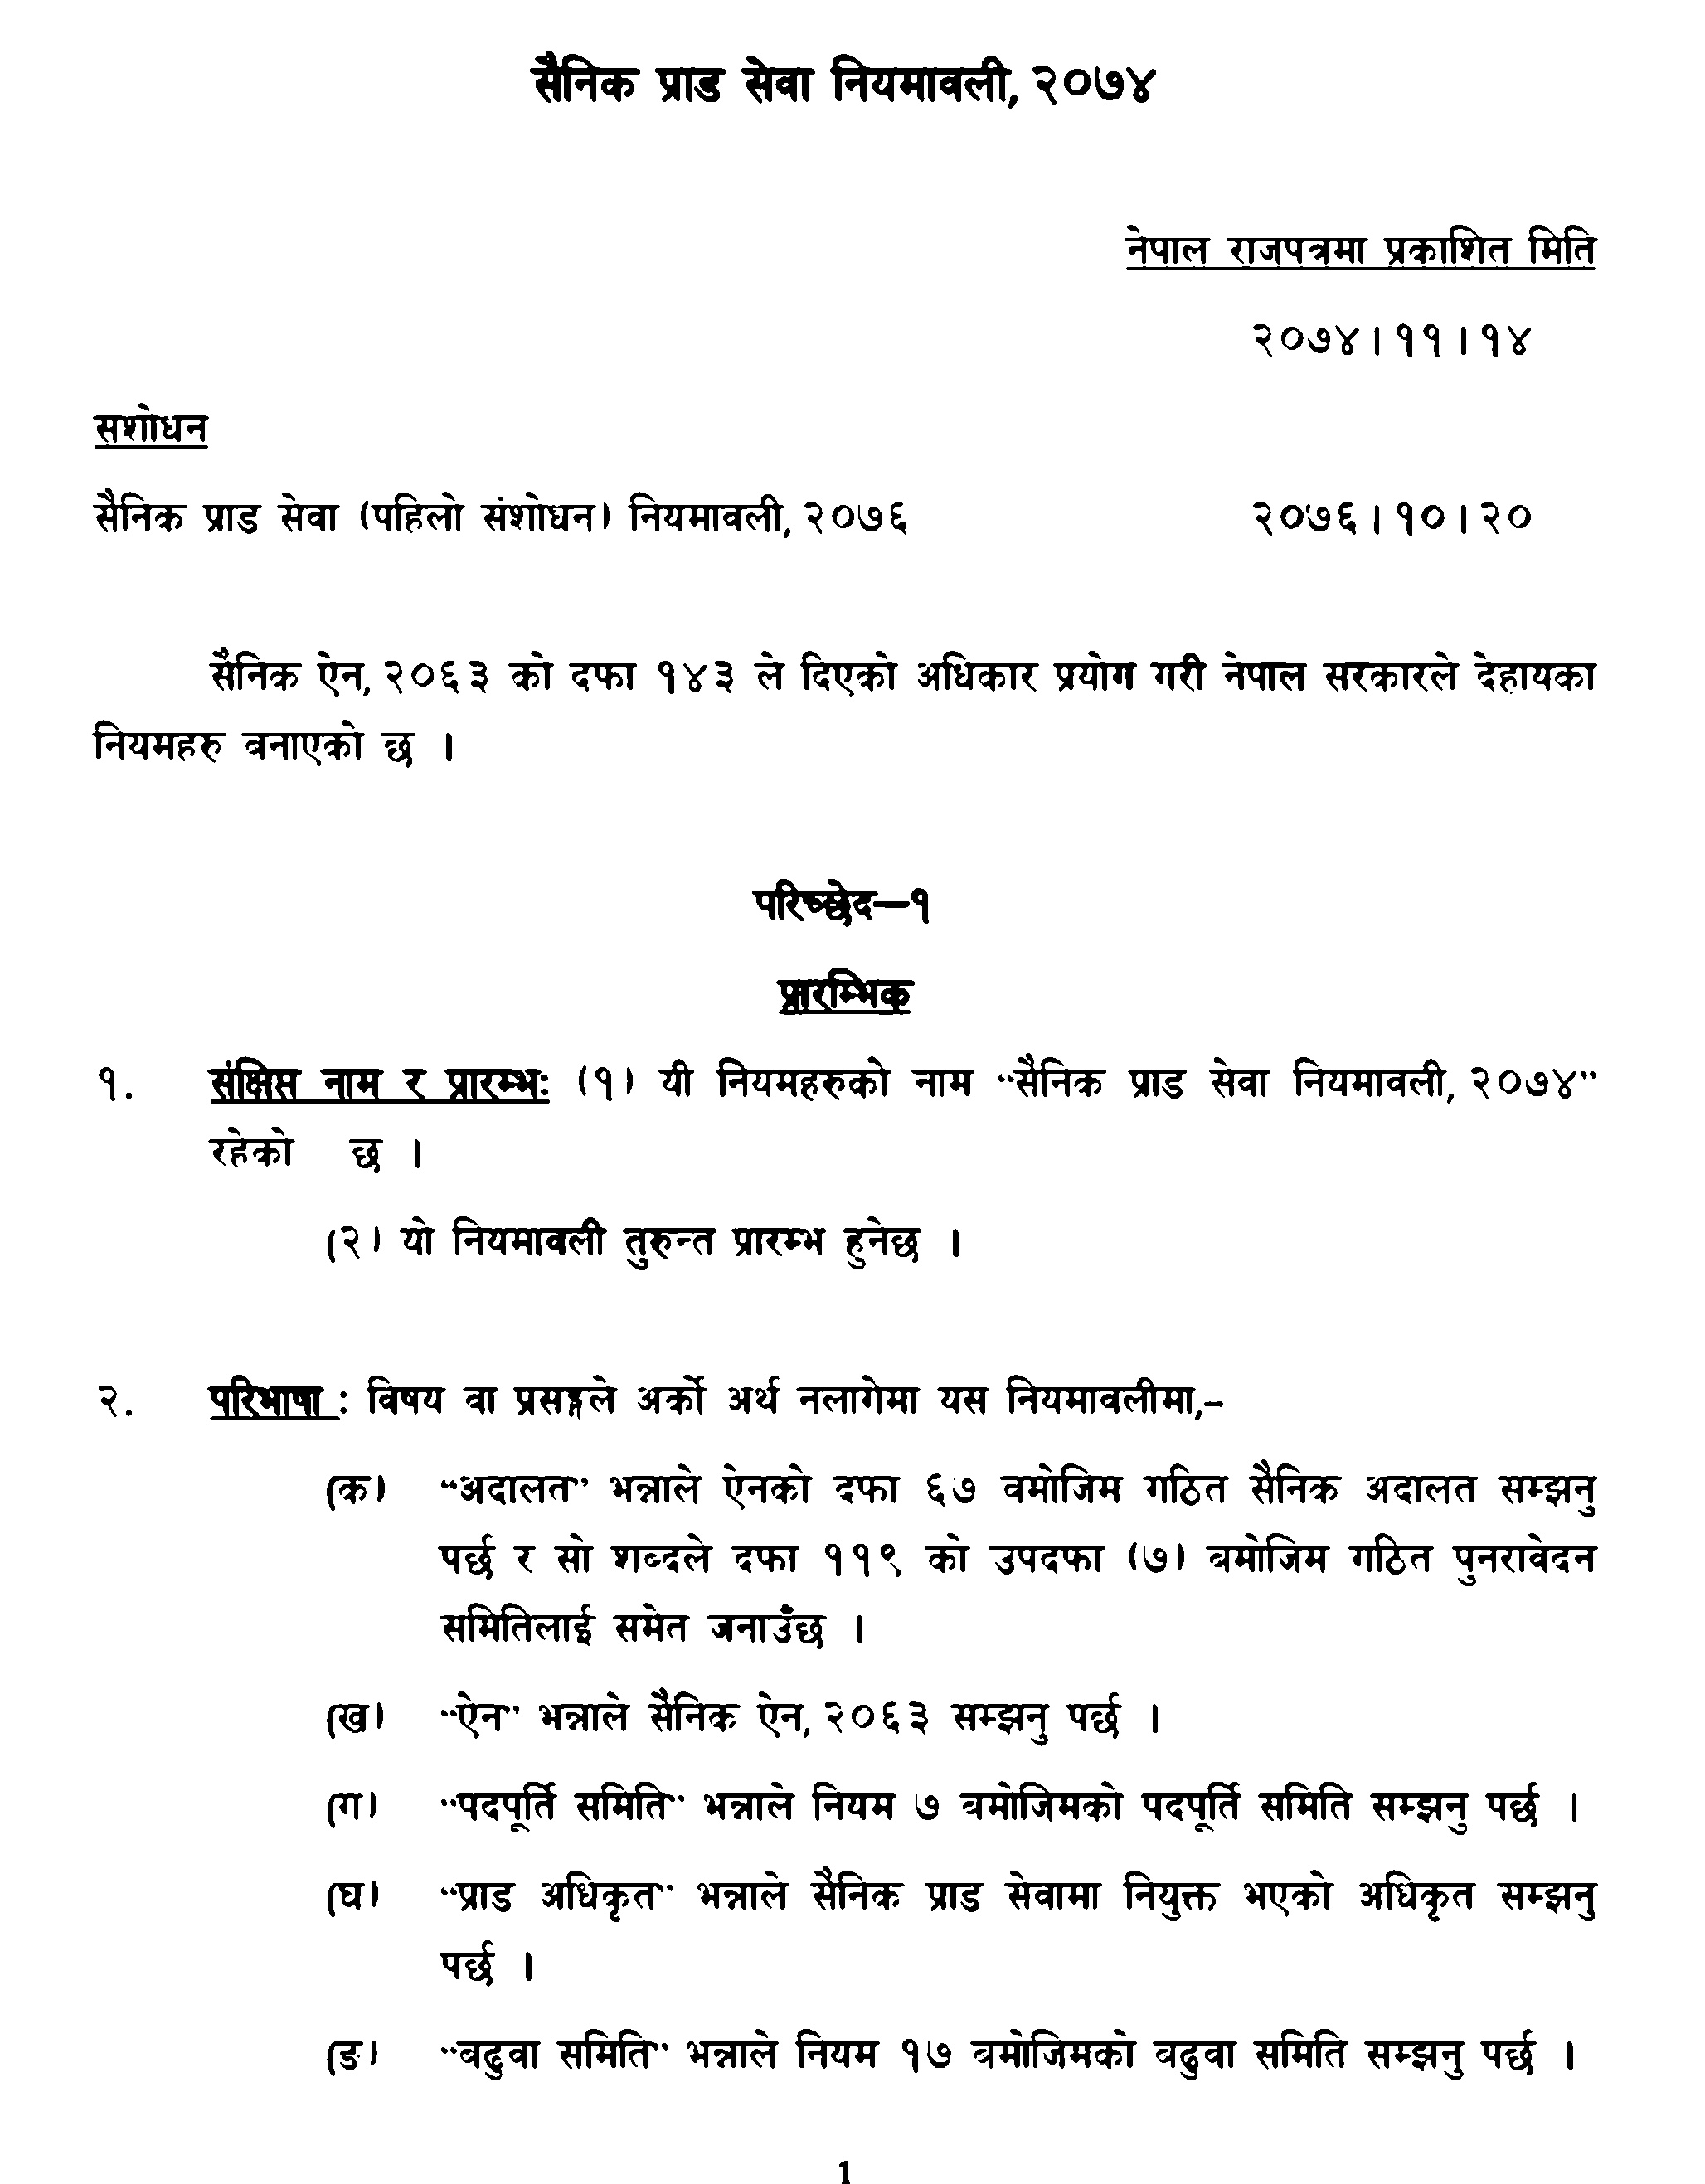 सैनिक प्राड सेवा नियमावली, २०७४
नेपाल राजपत्रमा प्रकाशित मिति
२०७४।११।१४
सशोधन
सैनिक प्राड सेवा (पहिलो संशोधन) नियमावली, २०७६ २०७६।१०।२०
सैनिक ऐन, २०६३ को दफा १४३ ले दिएको अधिकार प्रयोग गरी नेपाल सरकारले देहायका
नियमहरु बनाएको छ ।
परिच्छेद—१
प्रारम्भिक
१. संक्षिप्त नाम र प्रारम्भः (१) यी नियमहरुको नाम “सैनिक प्राड सेवा नियमावली, २०७४”
रहेको छ ।
(२) यो नियमावली तुरुन्त प्रारम्भ हुनेछ ।
२. परिभाषा : विषय वा प्रसङ्गले अर्को अर्थ नलागेमा यस नियमावलीमा,–
(क) “अदालत” भन्नाले ऐनको दफा ६७ बमोजिम गठित सैनिक अदालत सम्झनु
पर्छ र सो शब्दले दफा ११९ को उपदफा (७) बमोजिम गठित पुनरावेदन
समितिलाई समेत जनाउँछ ।
(ख) “ऐन” भन्नाले सैनिक ऐन, २०६३ सम्झनु पर्छ ।
(ग) “पदपूर्ति समिति” भन्नाले नियम ७ बमोजिमको पदपूर्ति समिति सम्झनु पर्छ ।
(घ) “प्राड अधिकृत” भन्नाले सैनिक प्राड सेवामा नियुक्त भएको अधिकृत सम्झनु
पर्छ ।
(ङ) “बढुवा समिति” भन्नाले नियम १७ बमोजिमको बढुवा समिति सम्झनु पर्छ ।
1